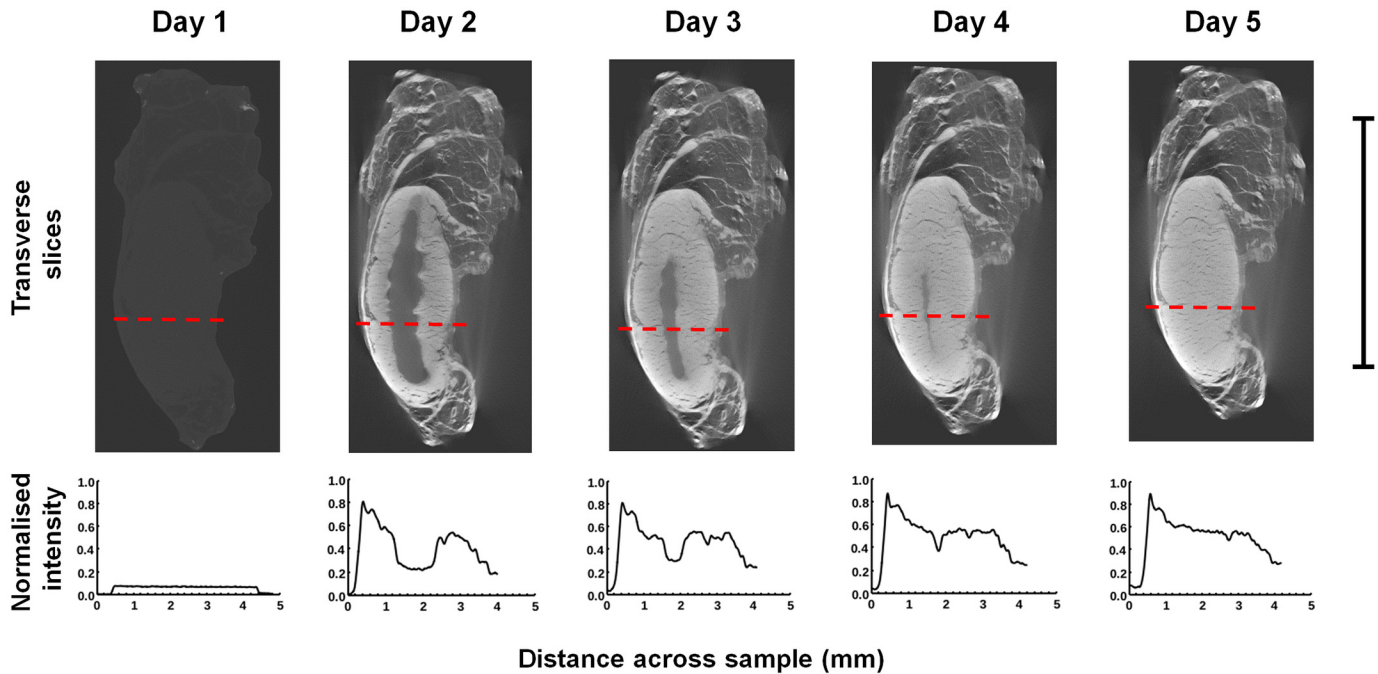 Day 1 Day 2 Day 3 Day 4 Day 5
Transverse
slices
Normalised
intensity
1.0 1.0 1.0 1.0 1.0
0.8 0.8 0.8 0.8 0.8
0.6 0.6 0.6 0.6 0.6
0.4 0.4 0.4 0.4 0.4
0.2 0.2 0.2 0.2 0.2
0.0 0.0 0.0 0.0 0.0
0 1 2 3 4 5 0 1 2 3 4 5 0 1 2 3 4 5 0 1 2 3 4 5 0 1 2 3 4 5
Distance across sample (mm)